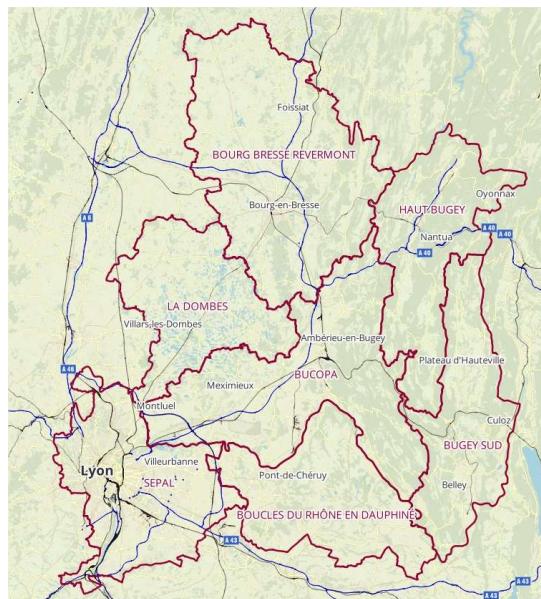 Foissiat
BOURG BRESSE REVERMONT
Oyonnax
Bourg-en-Bresse
HAUT-BUGEY
A 6
A 40
Nantua
A 40
LA DOMBES
Villars-les-Dombes
Ambérieu-en-Bugey
Plateau d'Hauteville
A 46
BUCOPA
Meximieux
Montluel
Culoz
BUGEY SUD
Villeurbanne
Lyon
Pont-de-Chéruy
SEPAL
Belley
BOUCLES DU RHÔNE EN DAUPHINÉ
A 43
A 43
A 43